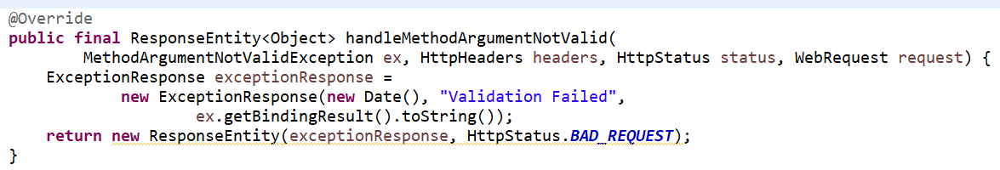 @Override
public final ResponseEntity<Object> handleMethodArgumentNotValid(
MethodArgumentNotValidException ex, HttpHeaders headers, HttpStatus status, WebRequest request) {
ExceptionResponse exceptionResponse =
new ExceptionResponse(new Date(), "Validation Failed",
ex.getBindingResult().toString());
return new ResponseEntity(exceptionResponse, HttpStatus.BAD_REQUEST);
}